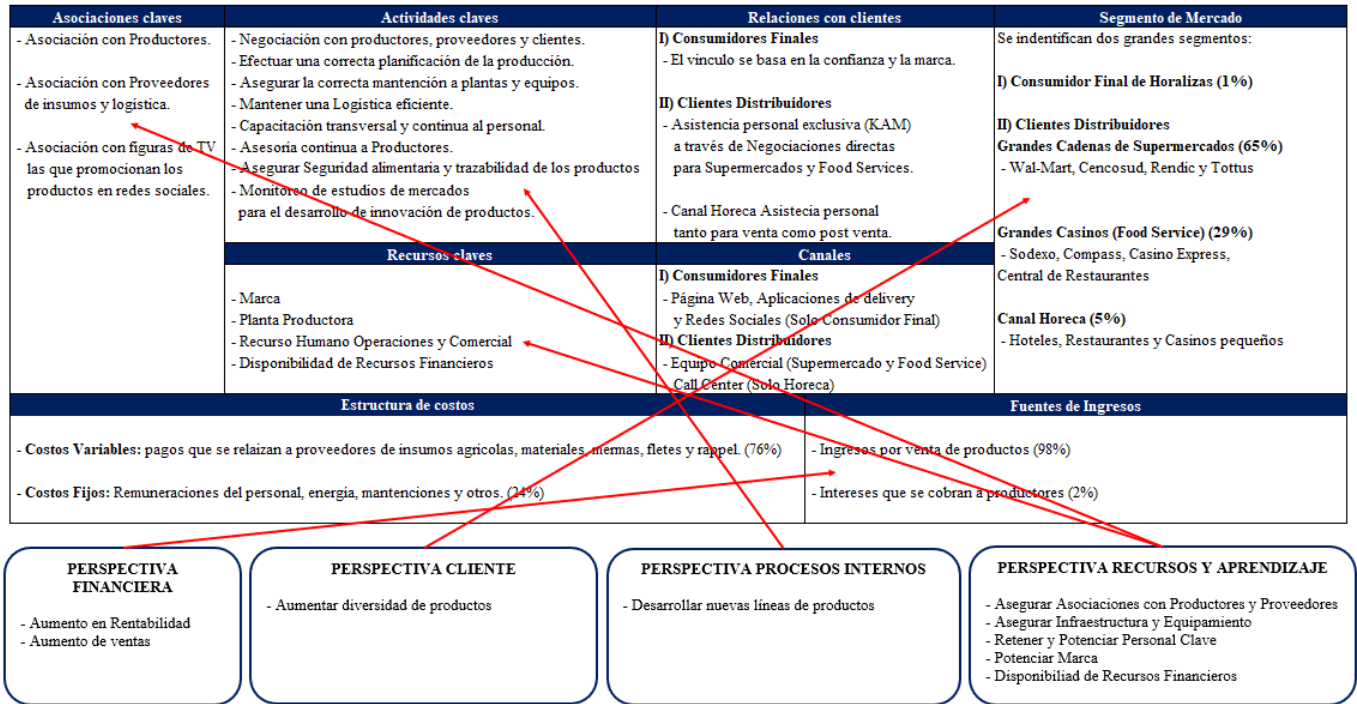 Asociaciones claves
- Asociación con Productores.
- Asociación con Proveedores
de insumos y logística.
- Asociación con figuras de TV
las que promocionan los
productos en redes sociales.
Actividades claves
- Negociación con productores, proveedores y clientes.
- Efectuar una correcta planificación de la producción.
- Asegurar la correcta mantención a plantas y equipos.
- Mantener una Logística eficiente.
- Capacitación transversal y continua al personal.
- Asesoria continua a Productores.
- Asegurar Seguridad alimentaria y trazabilidad de los productos
- Monitoreo de estudios de mercados
para el desarrollo de innovación de productos.
Recursos claves
- Marca
- Planta Productora
- Recurso Humano Operaciones y Comercial
- Disponibilidad de Recursos Financieros
Relaciones con clientes
I) Consumidores Finales
- El vinculo se basa en la confianza y la marca.
II) Clientes Distribuidores
- Asistencia personal exclusiva (KAM)
a través de Negociaciones directas
para Supermercados y Food Services.
- Canal Horeca Asistecia personal
tanto para venta como post venta.
Canales
I) Consumidores Finales
- Página Web, Aplicaciones de delivery
y Redes Sociales (Solo Consumidor Final)
II) Clientes Distribuidores
- Equipo Comercial (Supermercado y Food Service)
Call Center (Solo Horeca)
Segmento de Mercado
Se indentifican dos grandes segmentos:
I) Consumidor Final de Horalizas (1%)
II) Clientes Distribuidores
Grandes Cadenas de Supermercados (65%)
- Wal-Mart, Cencosud, Rendic y Tottus
Grandes Casinos (Food Service) (29%)
- Sodexo, Compass, Casino Express,
Central de Restaurantes
Canal Horeca (5%)
- Hoteles, Restaurantes y Casinos pequeños
Estructura de costos
- Costos Variables: pagos que se relaizan a proveedores de insumos agricolas, materiales, mermas, fletes y rappel. (76%)
- Costos Fijos: Remuneraciones del personal, energia, mantenciones y otros. (24%)
Fuentes de Ingresos
- Ingresos por venta de productos (98%)
- Intereses que se cobran a productores (2%)
PERSPECTIVA
FINANCIERA
- Aumento en Rentabilidad
- Aumento de ventas
PERSPECTIVA CLIENTE
- Aumentar diversidad de productos
PERSPECTIVA PROCESOS INTERNOS
- Desarrollar nuevas líneas de productos
PERSPECTIVA RECURSOS Y APRENDIZAJE
- Asegurar Asociaciones con Productores y Proveedores
- Asegurar Infraestructura y Equipamiento
- Retener y Potenciar Personal Clave
- Potenciar Marca
- Disponibiliad de Recursos Financieros